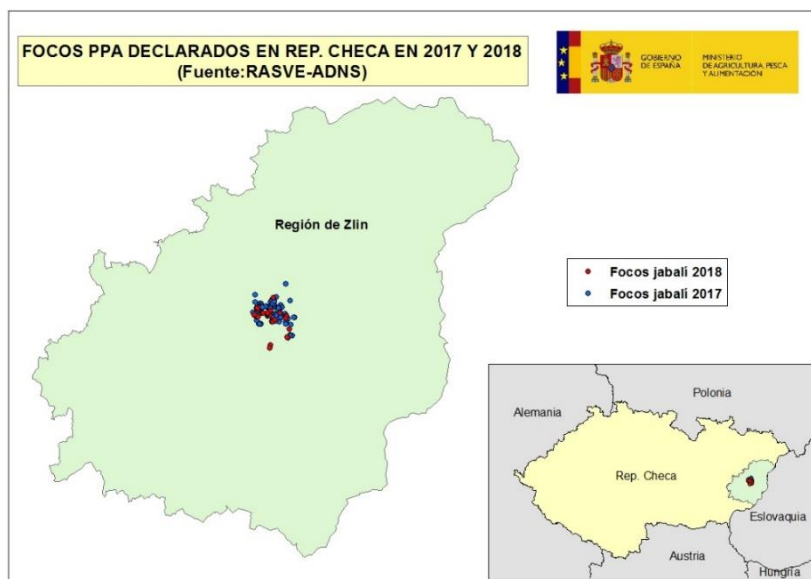 FOCOS PPA DECLARADOS EN REP. CHECA EN 2017 Y 2018
(Fuente:RASVE-ADNS)
GOBIERNO
DE ESPAÑA
MINISTERIO
DE AGRICULTURA, PESCA
Y ALIMENTACIÓN
Región de Zlin
Focos jabalí 2018
Focos jabalí 2017
Polonia
Alemania
Rep. Checa
Eslovaquia
Austria
Hungría